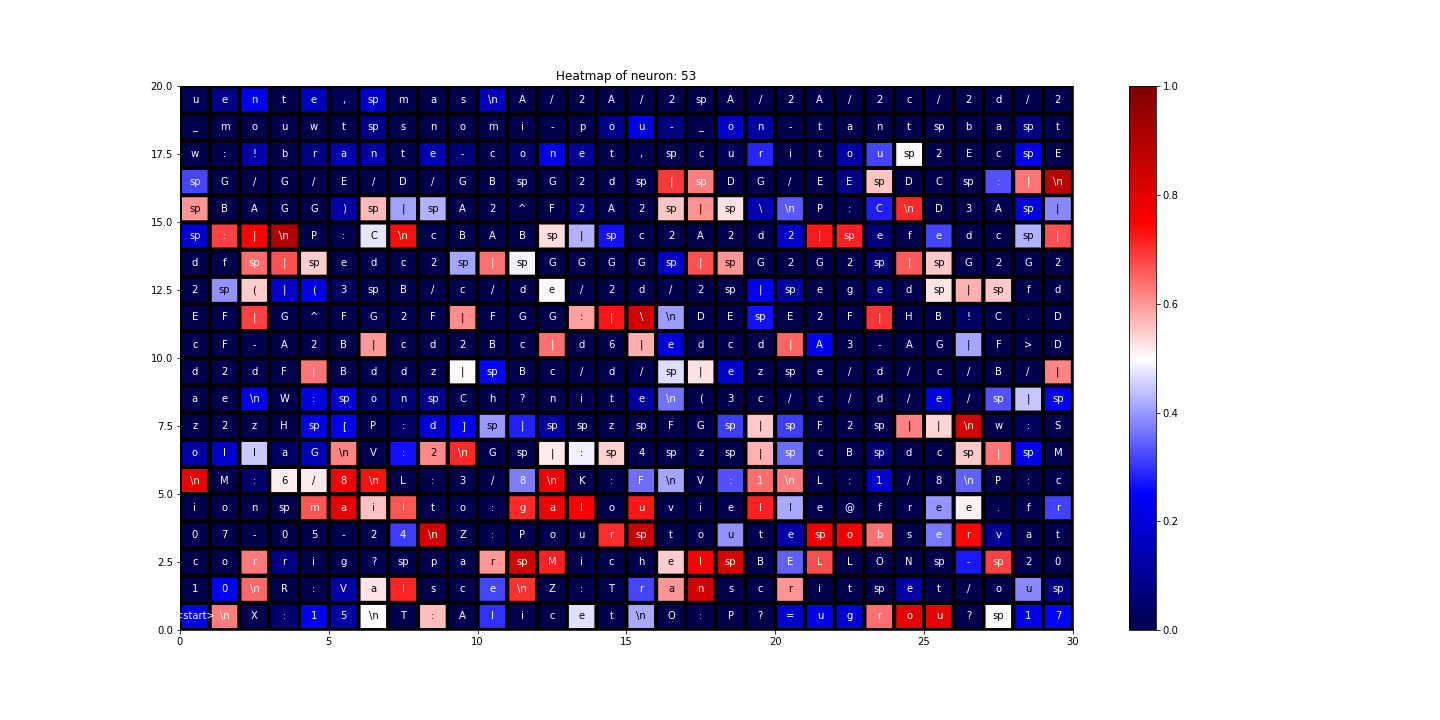 Heatmap of neuron: 53
u e n t e , sp m a s \n A / 2 A / 2 sp A / 2 A / 2 c / 2 d / 2
_ m o u w t sp s n o m i - p o u - _ o n - t a n t sp b a sp t
w : ! b r a n t e - c o n e t , sp c u r i t o u sp 2 E c sp E
sp G / G / E / D / G B sp G 2 d sp | sp D G / E E sp D C sp : | \n
sp B A G G ) sp | sp A 2 ^ F 2 A 2 sp | sp \ \n P : C \n D 3 A sp |
sp : | \n P : C \n c B A B sp | sp c 2 A 2 d 2 | sp e f e d c sp |
d f sp | sp e d c 2 sp | sp G G G G sp | sp G 2 G 2 sp | sp G 2 G 2
2 sp ( | ( 3 sp B / c / d e / 2 d / 2 sp | sp e g e d sp | sp f d
E F | G ^ F G 2 F | F G G : | \ \n D E sp E 2 F | H B ! C . D
c F - A 2 B | c d 2 B c | d 6 | e d c d | A 3 - A G | F > D
d 2 d F | B d d z | sp B c / d / sp | e z sp e / d / c / B / |
a e \n W : sp o n sp C h ? n i t e \n ( 3 c / c / d / e / sp | sp
z 2 z H sp [ P : d ] sp | sp sp z sp F G sp | sp F 2 sp | | \n w : S
o l l a G \n V : 2 \n G sp | : sp 4 sp z sp | sp c B sp d c sp | sp M
\n M : 6 / 8 \n L : 3 / 8 \n K : F \n V : 1 \n L : 1 / 8 \n P : c
i o n sp m a i l t o : g a l o u v i e l l e @ f r e e . f r
0 7 - 0 5 - 2 4 \n Z : P o u r sp t o u t e sp o b s e r v a t
c o r r i g ? sp p a r sp M i c h e l sp B E L L O N sp - sp 2 0
1 0 \n R : V a l s c e \n Z : T r a n s c r i t sp e t / o u sp
<start> \n X : 1 5 \n T : A l i c e t \n O : P ? = u g r o u ? sp 1 7
20.0
17.5
15.0
12.5
10.0
7.5
5.0
2.5
0.0
0 5 10 15 20 25 30
1.0
0.8
0.6
0.4
0.2
0.0